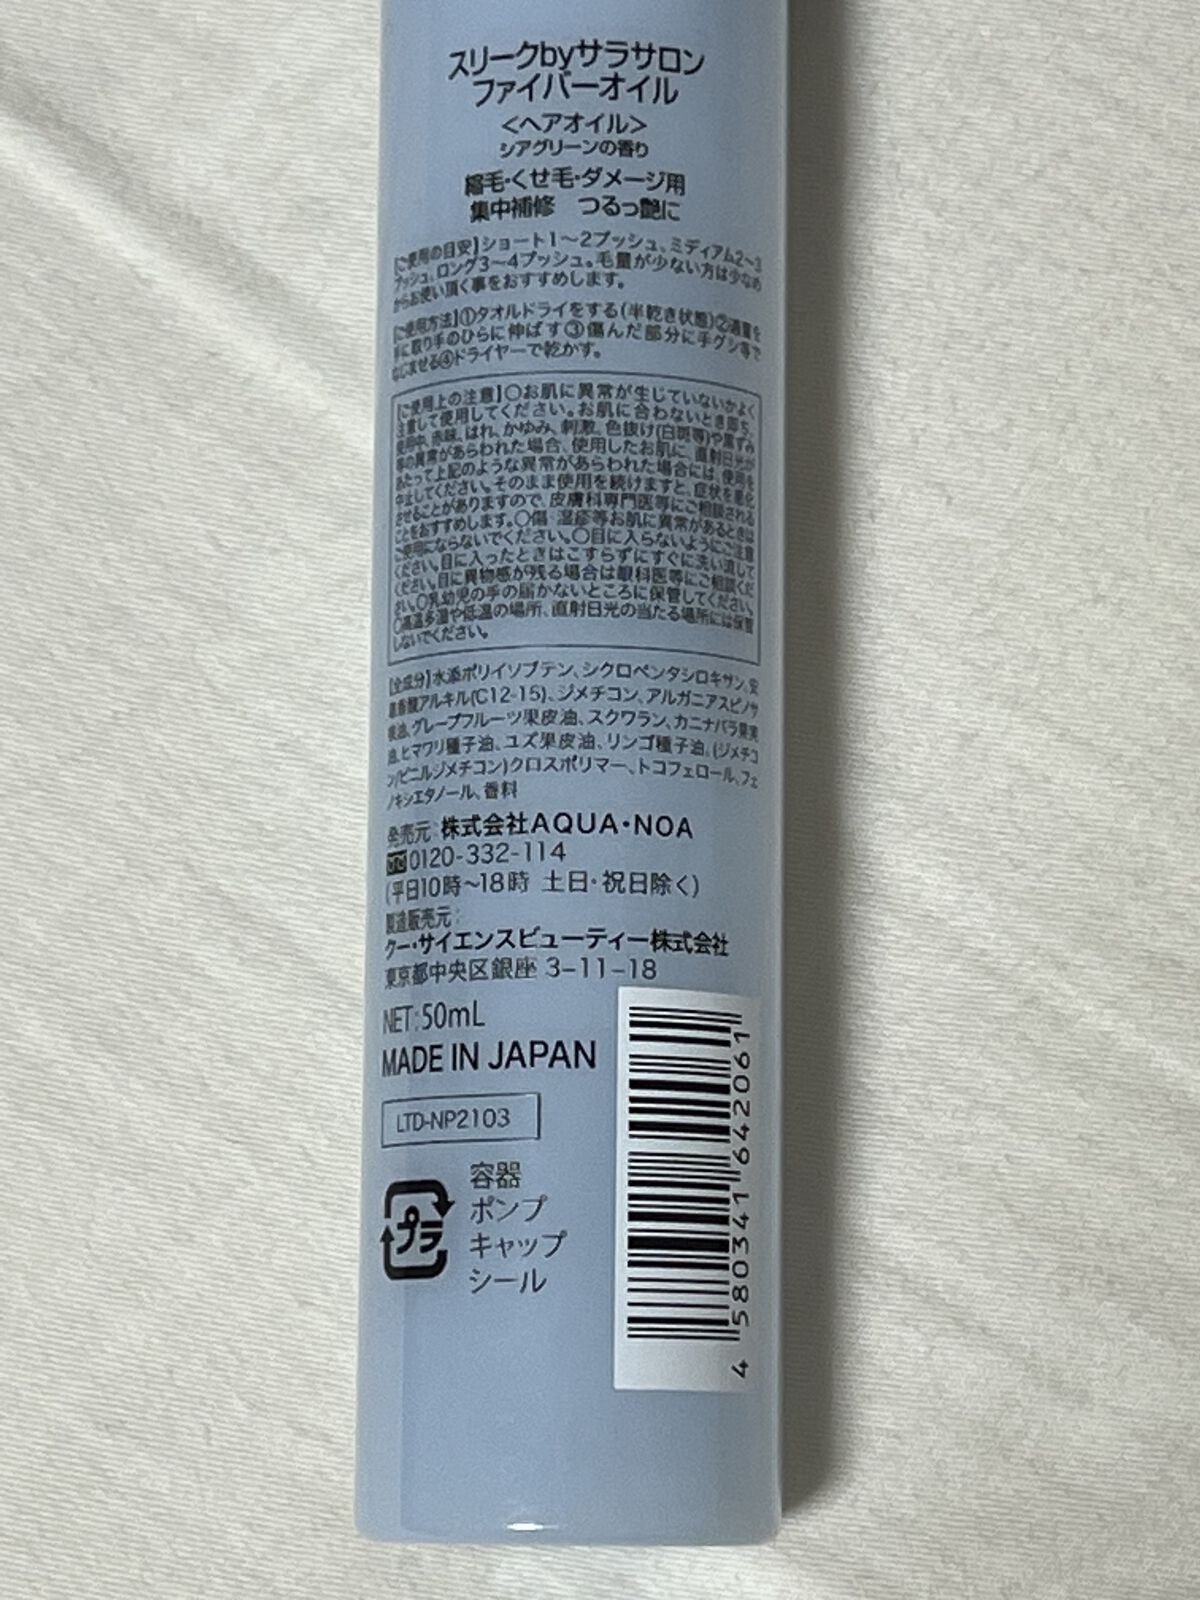 スリークbyサラサロン
ファイバーオイル
<ヘアオイル>
シアグリーンの香り
縮毛・くせ毛・ダメージ用
集中補修 つるっ艶に
【ご使用の目安】ショート1〜2プッシュ、ミディアム2〜3
プッシュ、ロング3〜4プッシュ。毛量が少ない方は少なめ
からお使い頂く事をおすすめします。
【ご使用方法】①タオルドライをする(半乾き状態)②適量を
手に取り手のひらに伸ばす③傷んだ部分に手グシ等で
なじませる④ドライヤーで乾かす。
【ご使用上の注意】○お肌に異常が生じていないかよく
注意して使用してください。お肌に合わないとき即ち、
使用中、赤味、はれ、かゆみ、刺激、色抜け(白斑等)や黒ずみ
等の異常があらわれた場合、使用したお肌に、直射日光が
あたって上記のような異常があらわれた場合には、使用を
中止してください。そのまま使用を続けますと、症状を悪化
させることがありますので、皮膚科専門医等にご相談される
ことをおすすめします。○傷・湿疹等お肌に異常があるときは
ご使用にならないでください。○目に入らないようにご注意
ください。目に入ったときはこすらずにすぐに洗い流して
ください。目に異物感が残る場合は眼科医等にご相談くだ
さい。○乳幼児の手の届かないところに保管してください。
○高温多湿や低温の場所、直射日光の当たる場所には保管
しないでください。
【全成分】水添ポリイソブテン、シクロペンタシロキサン、安
息香酸アルキル(C12-15)、ジメチコン、アルガニアスピノサ
核油、グレープフルーツ果皮油、スクワラン、カニナバラ果実
油、ヒマワリ種子油、ユズ果皮油、リンゴ種子油、(ジメチコ
ン/ビニルジメチコン)クロスポリマー、トコフェロール、フェ
ノキシエタノール、香料
発売元:株式会社AQUA・NOA
0120-332-114
(平日10時〜18時 土日・祝日除く)
製造販売元:
クー・サイエンスビューティー株式会社
東京都中央区銀座 3-11-18
NET:50mL
MADE IN JAPAN
LTD-NP2103
プラ
容器
ポンプ
キャップ
シール
4 580341 642061